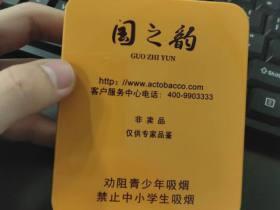 国之韵
GUO ZHI YUN
http://www.actobacco.com
客户服务中心电话：400-9903333
非卖品
仅供专家品鉴
劝阻青少年吸烟
禁止中小学生吸烟